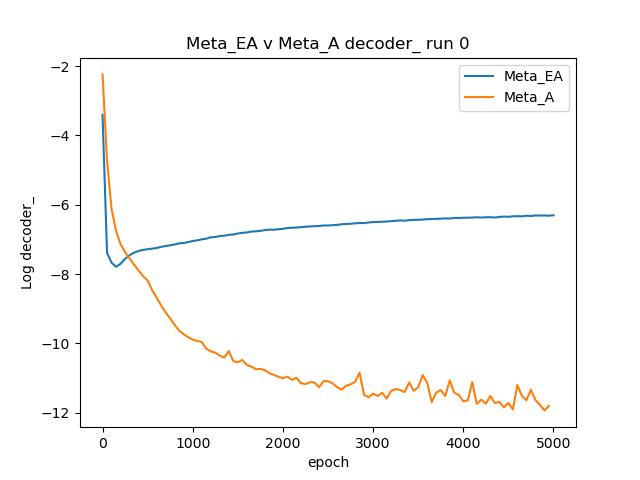 Meta_EA v Meta_A decoder_ run 0
Meta_EA
Meta_A
Log decoder_
−2
−4
−6
−8
−10
−12
0 1000 2000 3000 4000 5000
epoch